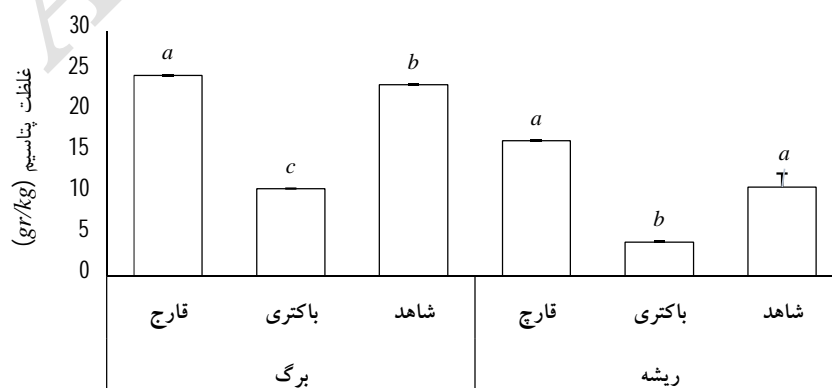 غلظت پتاسیم (gr/kg)
30
25
20
15
10
5
0
a
c
b
a
b
a
قارچ باکتری شاهد قارچ باکتری شاهد
برگ ریشه